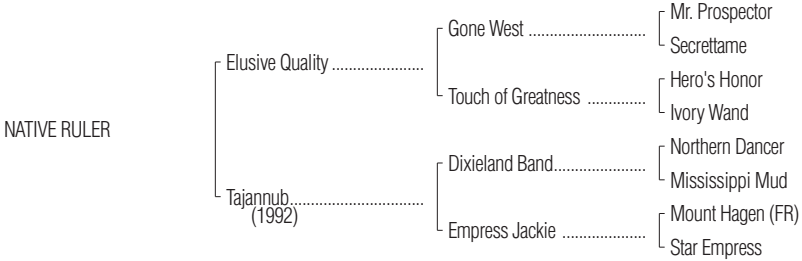 Mr. Prospector
Gone West ............................
Secrettame
Elusive Quality ......................
Hero's Honor
Touch of Greatness ..............
Ivory Wand
NATIVE RULER
Northern Dancer
Dixieland Band......................
Mississippi Mud
Tajannub................................
(1992)
Mount Hagen (FR)
Empress Jackie ....................
Star Empress